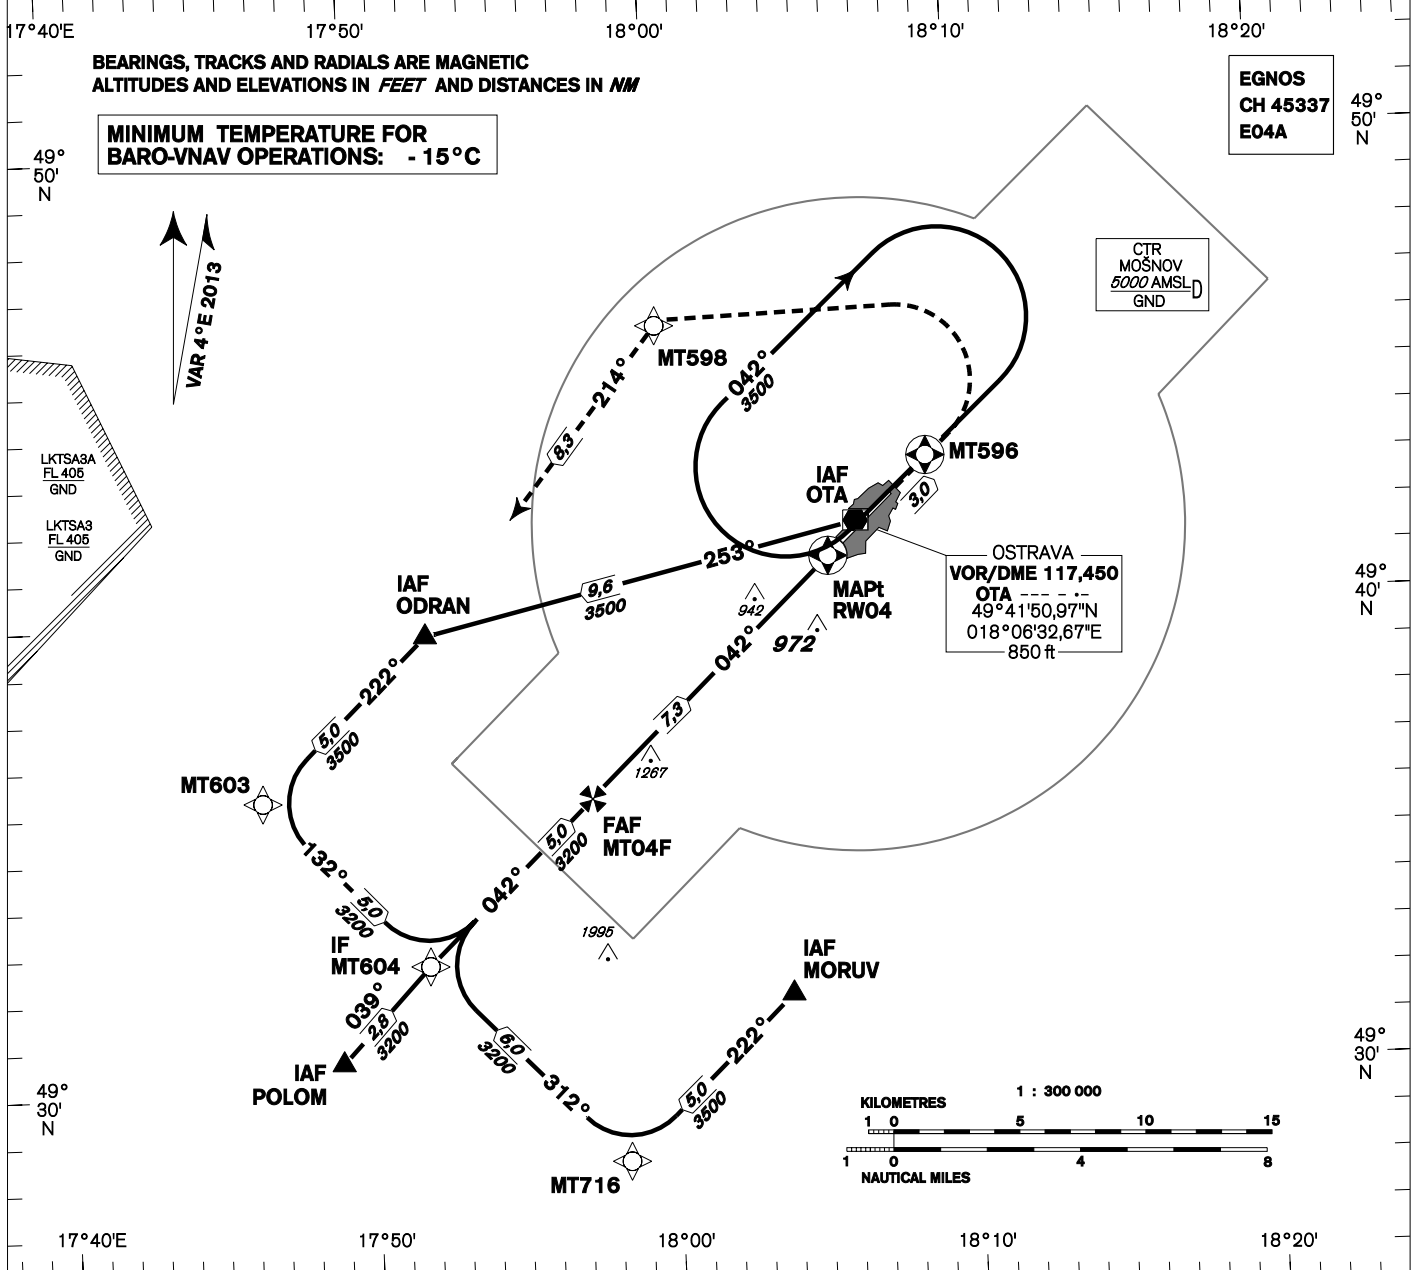 17°40'E 17°50' 18°00' 18°10' 18°20'
BEARINGS, TRACKS AND RADIALS ARE MAGNETIC
ALTITUDES AND ELEVATIONS IN FEET AND DISTANCES IN NM
EGNOS
CH 45337
E04A
49°
50'
N
MINIMUM TEMPERATURE FOR
BARO-VNAV OPERATIONS: - 15°C
49°
50'
N
VAR 4°E 2013
CTR
MOŠNOV
5000 AMSL
GND
D
MT598
042°
3500
214°
8,3
LKTSA3A
FL 405
GND
LKTSA3
FL 405
GND
MT596
IAF
OTA
3,0
253°
9,6
3500
OSTRAVA
VOR/DME 117,450
OTA --- - ·-
49°41'50,97"N
018°06'32,67"E
850 ft
49°
40'
N
IAF
ODRAN
MAPt
RW04
942
972
042°
222°
7,3
5,0
3500
1267
MT603
FAF
MT04F
5,0
3200
132°
042°
5,0
3200
1995
IF
MT604
IAF
MORUV
039°
2,8
3200
6,0
3200
222°
49°
30'
N
IAF
POLOM
312°
5,0
3500
49°
30'
N
1 : 300 000
KILOMETRES
1 0 5 10 15
1 0 4 8
NAUTICAL MILES
MT716
17°40'E 17°50' 18°00' 18°10' 18°20'